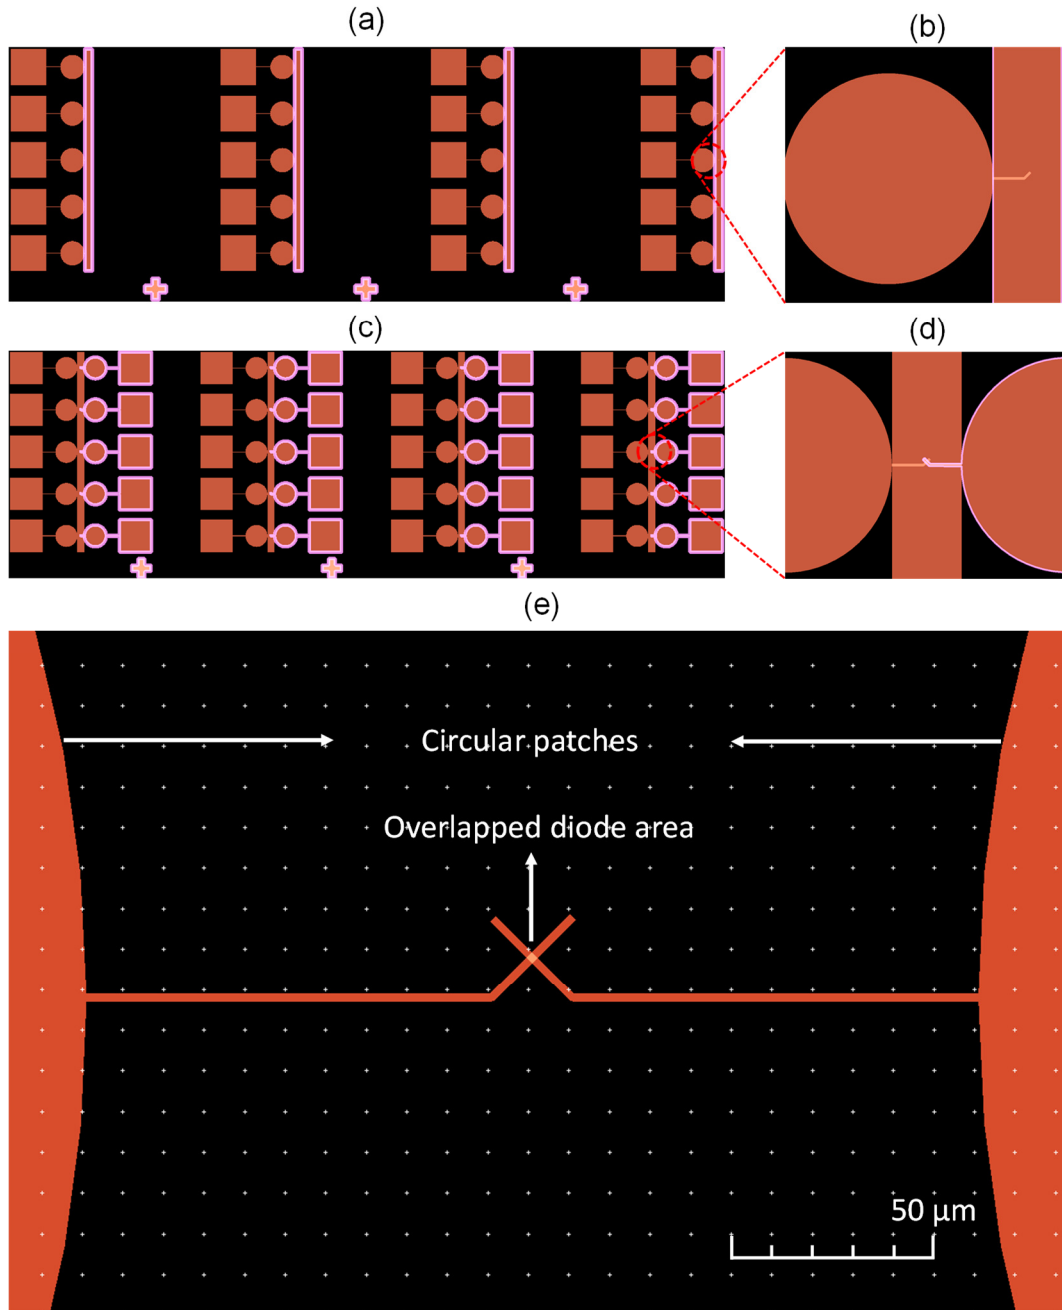 (a)
(b)
(c)
(d)
(e)
Circular patches
Overlapped diode area
50 μm